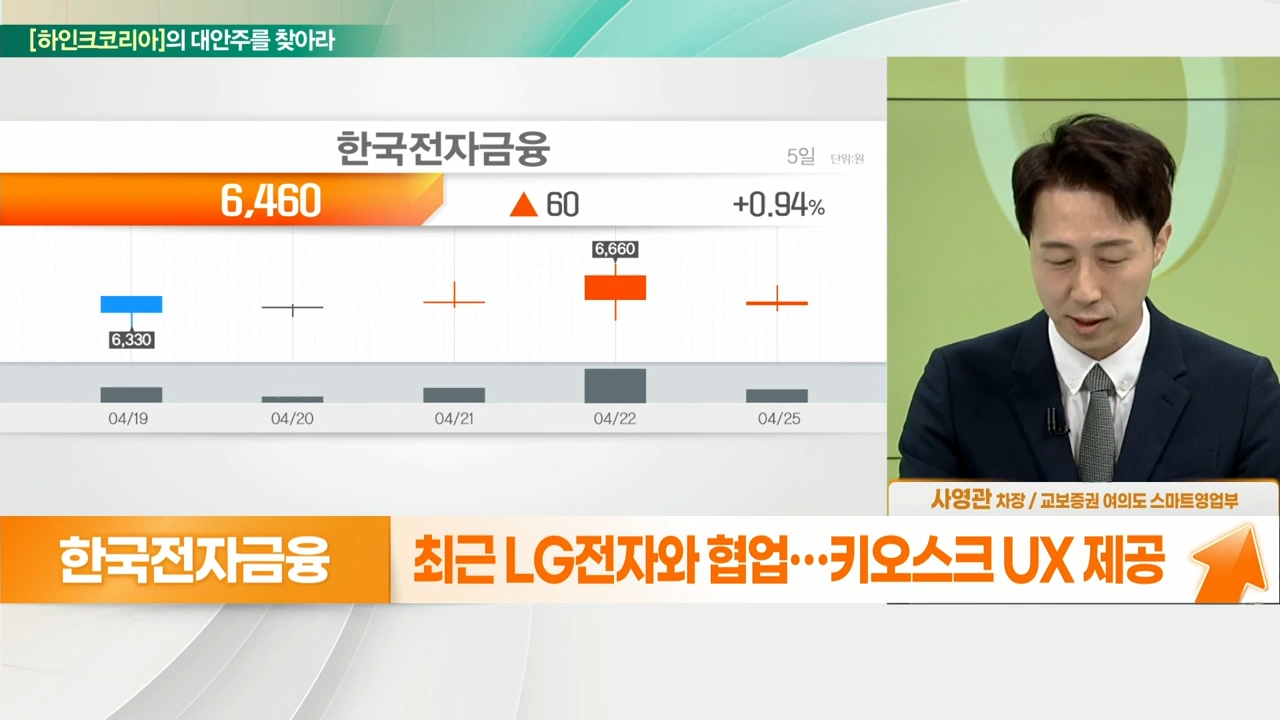 [하인크코리아]의 대안주를 찾아라
한국전자금융
5일 단위:원
6,460 ▲ 60 +0.94%
6,660
6,330
04/19 04/20 04/21 04/22 04/25
사영관 차장 / 교보증권 여의도 스마트영업부
한국전자금융
최근 LG전자와 협업…키오스크 UX 제공